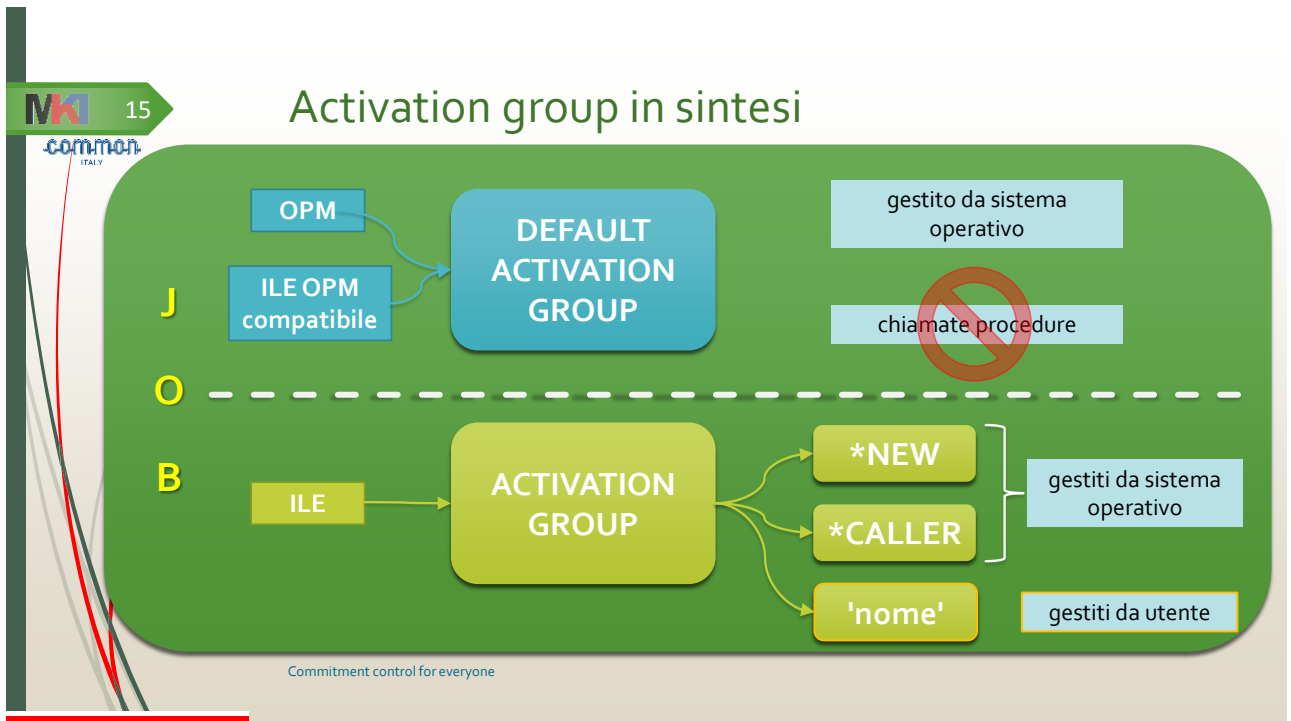 MK1
15
common
ITALY
Activation group in sintesi
OPM
ILE OPM
compatibile
DEFAULT
ACTIVATION
GROUP
gestito da sistema
operativo
chiamate procedure
J
O
B
ILE
ACTIVATION
GROUP
*NEW
*CALLER
'nome'
gestiti da sistema
operativo
gestiti da utente
Commitment control for everyone